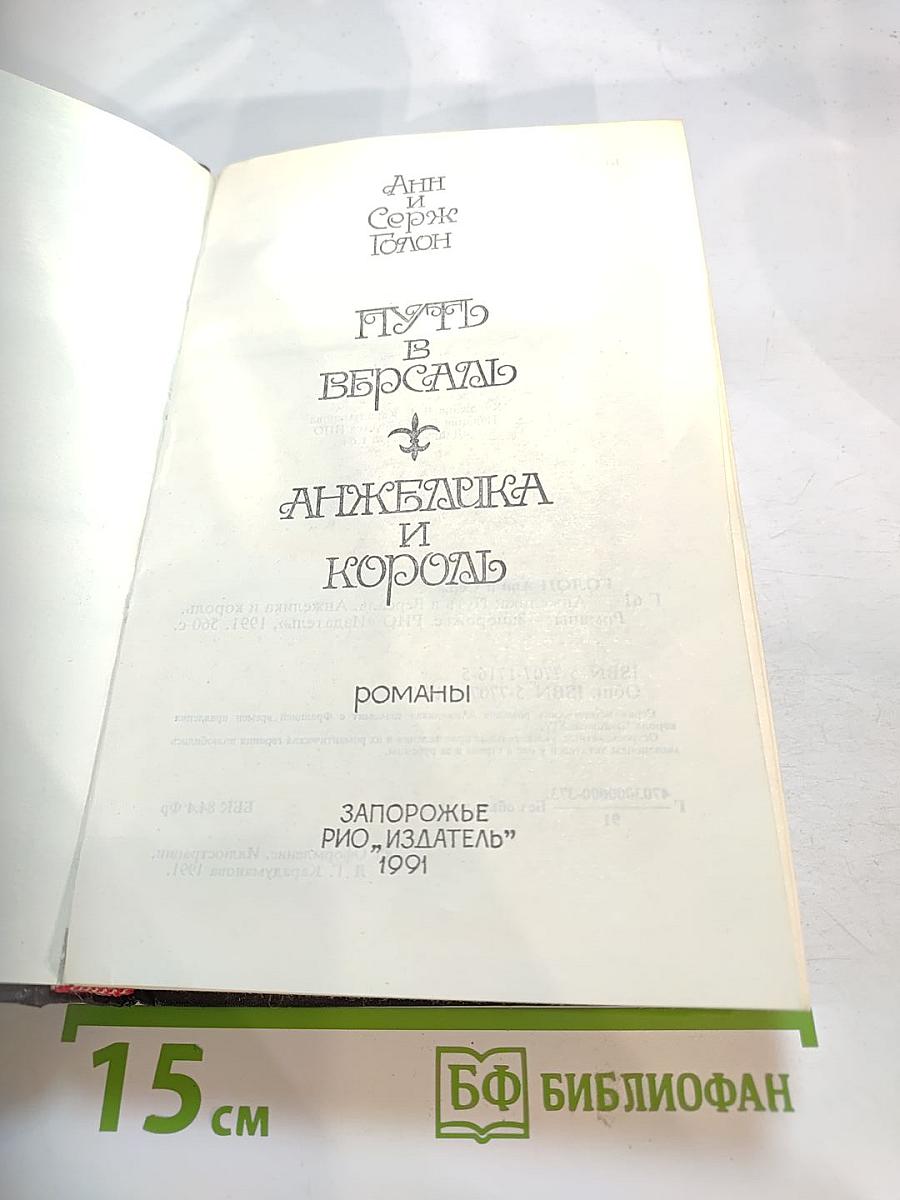 Анн
и
Серж
Голон
ПУТЬ
В
ВЕРСАЛЬ
АНЖЕЛИКА
И
КОРОЛЬ
РОМАНЫ
ЗАПОРОЖЬЕ
РИО „ИЗДАТЕЛЬ”
1991
15 см
БФ БИБЛИОФАН